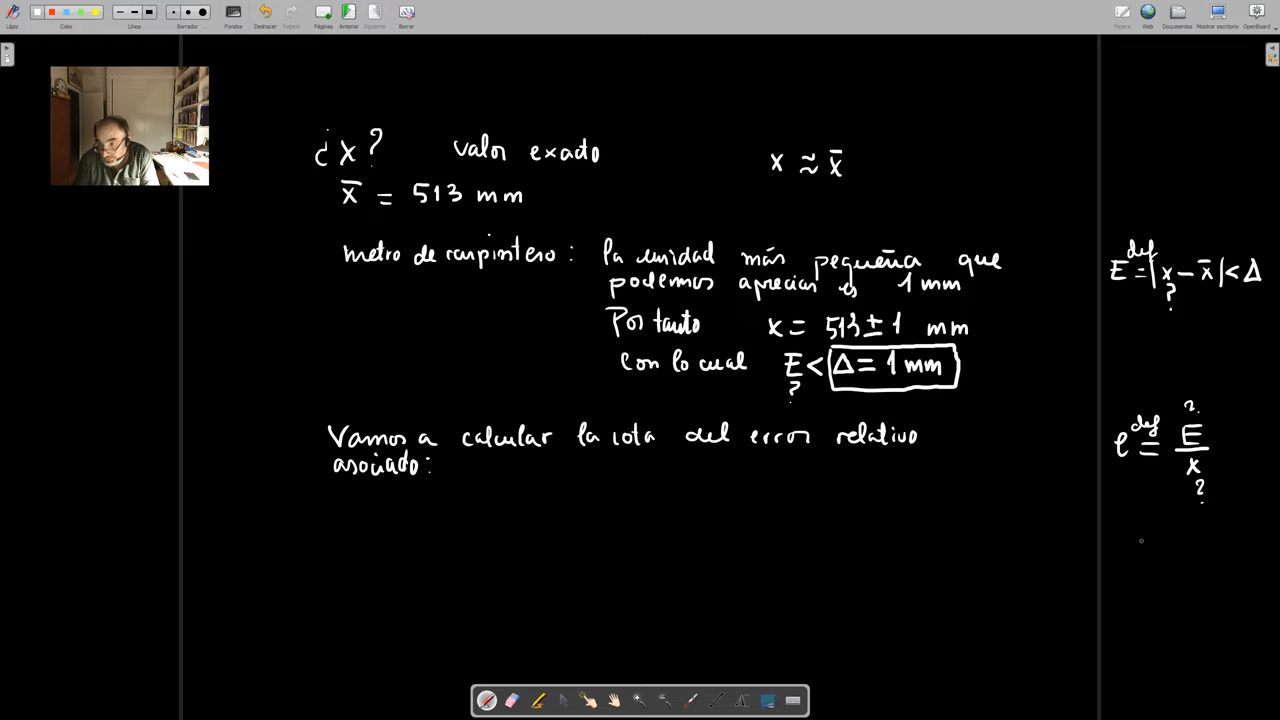 Lápiz
Color
Línea
Borrador
Fondos
Deshacer
Repetir
Páginas
Anterior
Siguiente
Borrar
Web
Documentos
Mostrar escritorio
OpenBoard
¿x? valor exacto
x ≈ x̄
x̄ = 513 mm
metro de carpintero : la unidad más pequeña que
podemos apreciar es 1 mm
E def= |x - x̄| < Δ
?
Por tanto x = 513 ± 1 mm
con lo cual E < Δ = 1 mm
?
Vamos a calcular la cota del error relativo
asociado :
?
e def= E/x
?